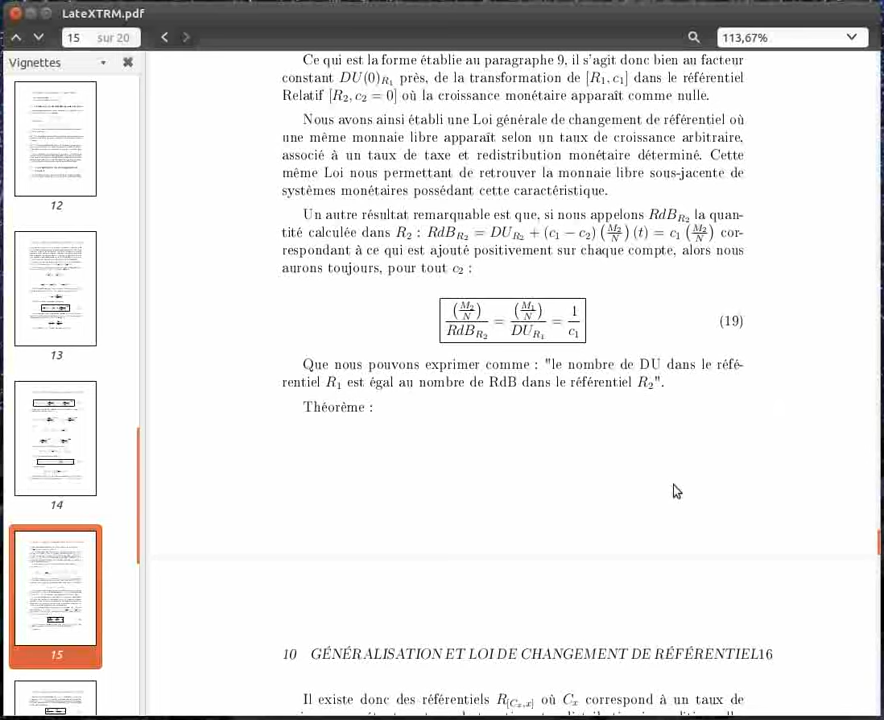 LateXTRM.pdf
15 sur 20
113,67%
Vignettes
12
13
14
15
Ce qui est la forme établie au paragraphe 9, il s'agit donc bien au facteur
constant DU(0)_{R_1} près, de la transformation de [R_1, c_1] dans le référentiel
Relatif [R_2, c_2 = 0] où la croissance monétaire apparaît comme nulle.
Nous avons ainsi établi une Loi générale de changement de référentiel où
une même monnaie libre apparaît selon un taux de croissance arbitraire,
associé à un taux de taxe et redistribution monétaire déterminé. Cette
même Loi nous permettant de retrouver la monnaie libre sous-jacente de
systèmes monétaires possédant cette caractéristique.
Un autre résultat remarquable est que, si nous appelons RdB_{R_2} la quan-
tité calculée dans R_2 : RdB_{R_2} = DU_{R_2} + (c_1 − c_2) (M_2/N) (t) = c_1 (M_2/N) cor-
respondant à ce qui est ajouté positivement sur chaque compte, alors nous
aurons toujours, pour tout c_2 :
(M_2/N)/RdB_{R_2} = (M_1/N)/DU_{R_1} = 1/c_1 (19)
Que nous pouvons exprimer comme : "le nombre de DU dans le réfé-
rentiel R_1 est égal au nombre de RdB dans le référentiel R_2".
Théorème :
10 GÉNÉRALISATION ET LOI DE CHANGEMENT DE RÉFÉRENTIEL16
Il existe donc des référentiels R_{[C_x,x]} où C_x correspond à un taux de